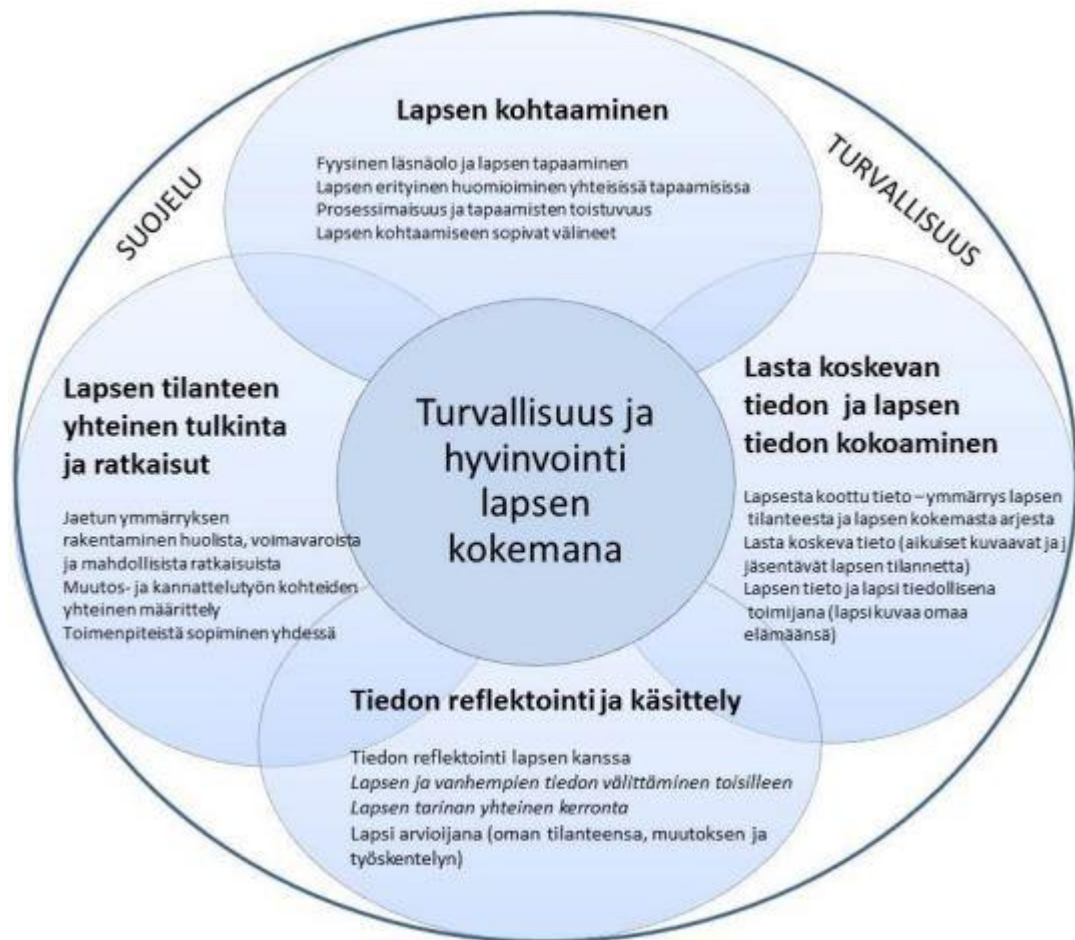 Lapsen kohtaaminen
Fyysinen läsnäolo ja lapsen tapaaminen
Lapsen erityinen huomioiminen yhteisissä tapaamisissa
Prosessimaisuus ja tapaamisten toistuvuus
Lapsen kohtaamiseen sopivat välineet
SUOJELU
TURVALLISUUS
Lapsen tilanteen
yhteinen tulkinta
ja ratkaisut
Jaetun ymmärryksen
rakentaminen huolista, voimavaroista
ja mahdollisista ratkaisuista
Muutos- ja kannattelutyön kohteiden
yhteinen määrittely
Toimenpiteistä sopiminen yhdessä
Turvallisuus ja
hyvinvointi
lapsen
kokemana
Lasta koskevan
tiedon ja lapsen
tiedon kokoaminen
Lapsesta koottu tieto – ymmärrys lapsen
tilanteesta ja lapsen kokemasta arjesta
Lasta koskeva tieto (aikuiset kuvaavat ja j
jäsentävät lapsen tilannetta)
Lapsen tieto ja lapsi tiedollisena
toimijana (lapsi kuvaa omaa
elämäänsä)
Tiedon reflektointi ja käsittely
Tiedon reflektointi lapsen kanssa
Lapsen ja vanhempien tiedon välittäminen toisilleen
Lapsen tarinan yhteinen kerronta
Lapsi arvioijana (oman tilanteensa, muutoksen ja
työskentelyn)